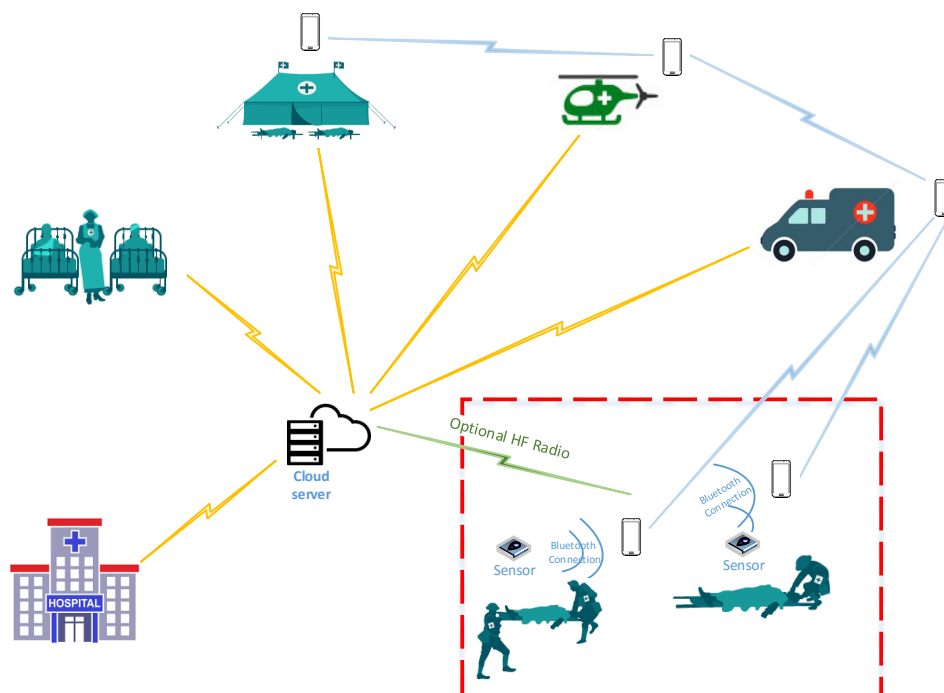 Optional HF Radio
Cloud
server
Bluetooth
Connection
Bluetooth
Connection
Sensor
Sensor
HOSPITAL